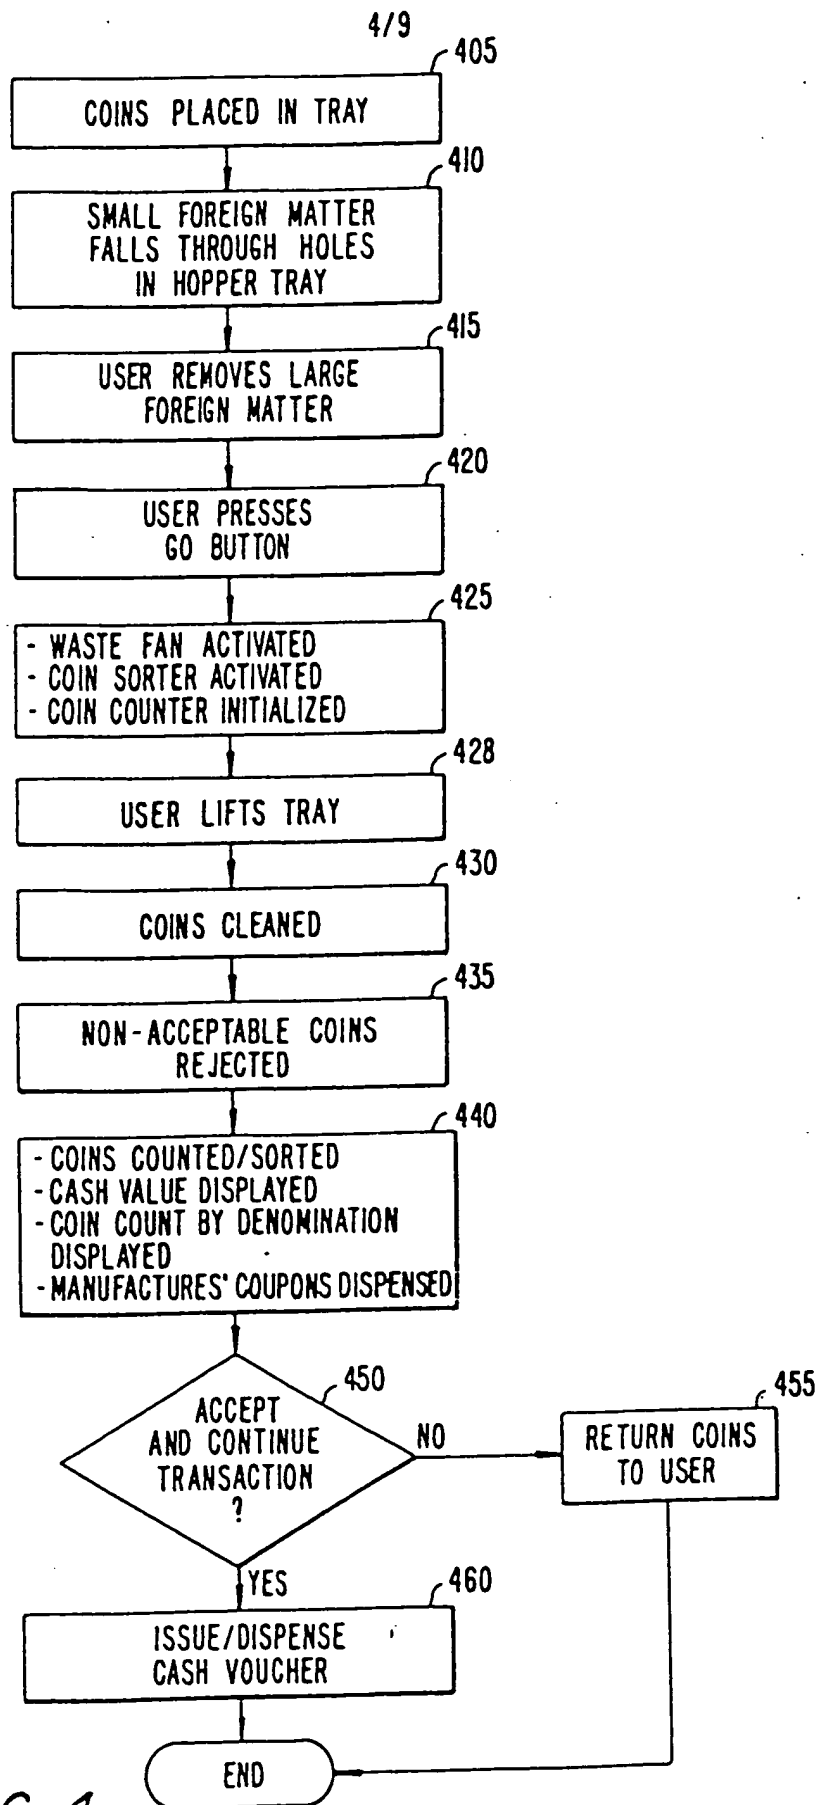 4/9
405
COINS PLACED IN TRAY
410
SMALL FOREIGN MATTER
FALLS THROUGH HOLES
IN HOPPER TRAY
415
USER REMOVES LARGE
FOREIGN MATTER
420
USER PRESSES
GO BUTTON
425
- WASTE FAN ACTIVATED
- COIN SORTER ACTIVATED
- COIN COUNTER INITIALIZED
428
USER LIFTS TRAY
430
COINS CLEANED
435
NON-ACCEPTABLE COINS
REJECTED
440
- COINS COUNTED/SORTED
- CASH VALUE DISPLAYED
- COIN COUNT BY DENOMINATION
DISPLAYED
- MANUFACTURES' COUPONS DISPENSED
450
ACCEPT
AND CONTINUE
TRANSACTION
?
NO
455
RETURN COINS
TO USER
YES
460
ISSUE/DISPENSE
CASH VOUCHER
END